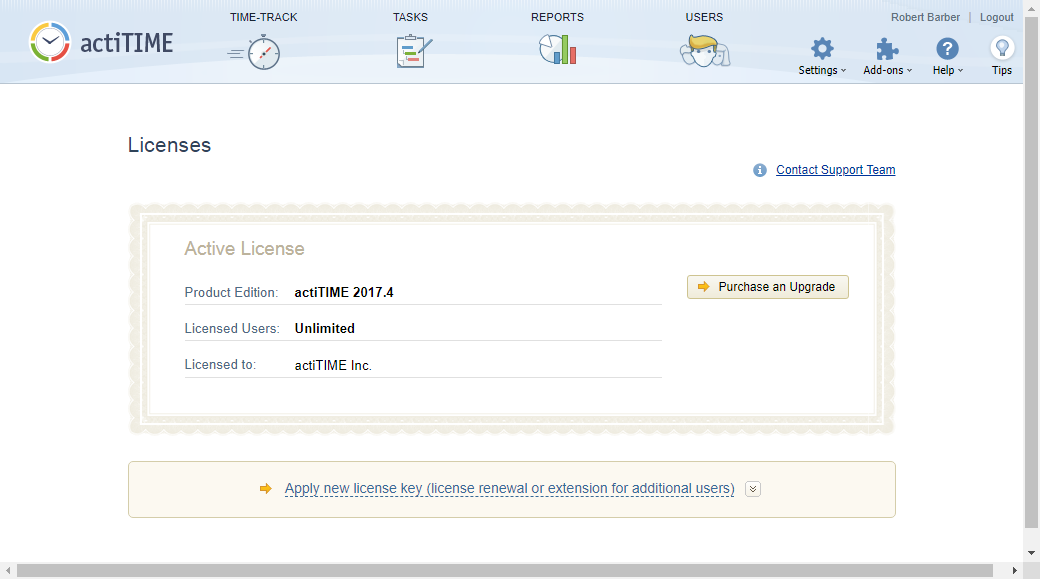 actiTIME
TIME-TRACK
TASKS
REPORTS
USERS
Robert Barber | Logout
Settings
Add-ons
Help
Tips
Licenses
Contact Support Team
Active License
Product Edition: actiTIME 2017.4
Purchase an Upgrade
Licensed Users: Unlimited
Licensed to: actiTIME Inc.
Apply new license key (license renewal or extension for additional users)